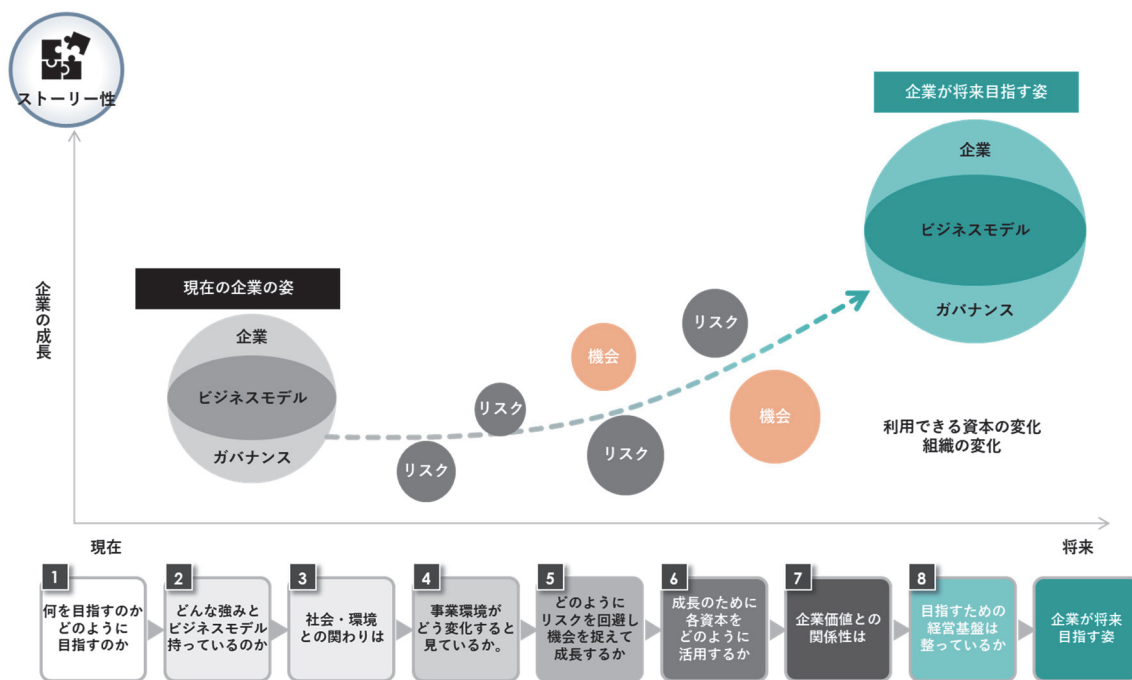 ストーリー性
企業が将来目指す姿
企業
ビジネスモデル
ガバナンス
現在の企業の姿
企業
ビジネスモデル
ガバナンス
リスク
リスク
機会
リスク
リスク
機会
利用できる資本の変化
組織の変化
企業の成長
現在
将来
1
何を目指すのか
どのように
目指すのか
2
どんな強みと
ビジネスモデル
持っているのか
3
社会・環境
との関わりは
4
事業環境が
どう変化すると
見ているか。
5
どのように
リスクを回避し
機会を捉えて
成長するか
6
成長のために
各資本を
どのように
活用するか
7
企業価値との
関係性は
8
目指すための
経営基盤は
整っているか
企業が将来
目指す姿